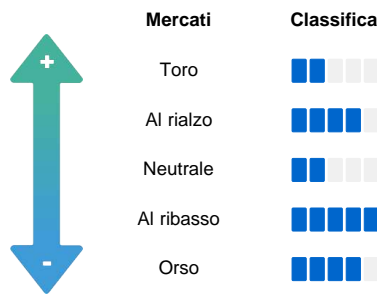 Mercati Classifica
+
Toro
Al rialzo
Neutrale
Al ribasso
-
Orso